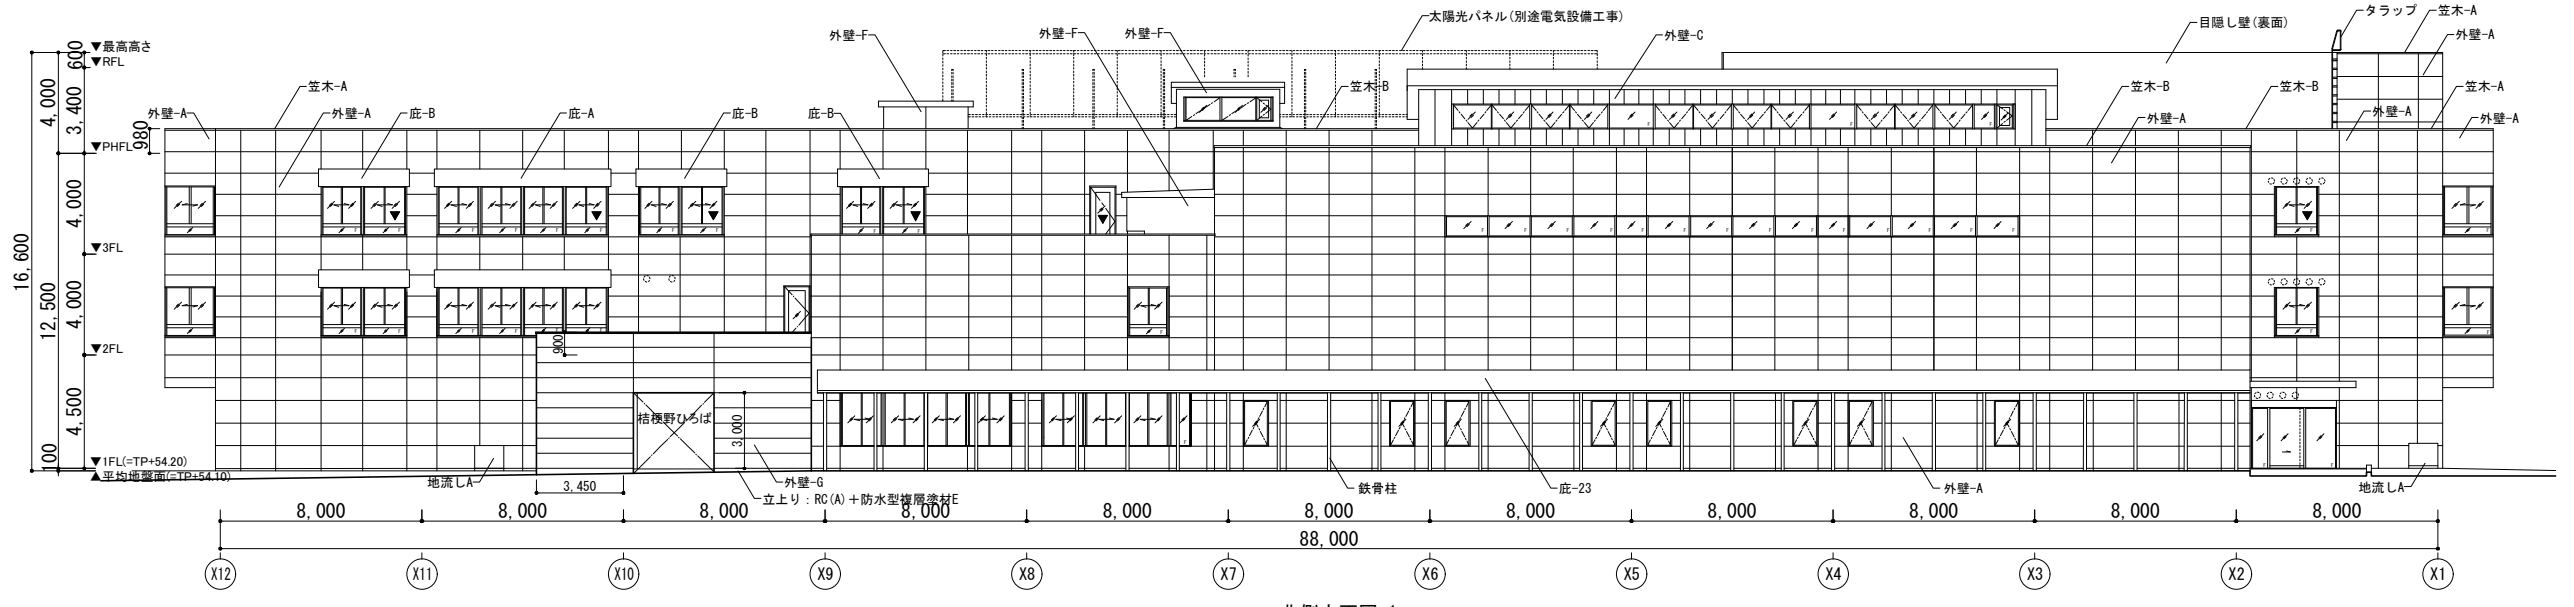 太陽光パネル(別途電気設備工事)
タラップ
笠木-A
目隠し壁(裏面)
外壁-F
外壁-F
外壁-F
外壁-C
外壁-A
▼最高高さ
▼RFL
600
4,000
3,400
980
笠木-A
笠木-B
笠木-B
笠木-B
笠木-A
外壁-A
外壁-A
庇-B
庇-A
庇-B
庇-B
外壁-A
外壁-A
外壁-A
▼PHFL
4,000
16,600
▼3FL
12,500
4,000
▼2FL
900
4,500
桔梗野ひろば
3,000
100
▼1FL(=TP+54.20)
▲平均地盤面(=TP+54.10)
地流しA
3,450
外壁-G
立上り：RC(A)＋防水型複層塗材E
鉄骨柱
庇-23
外壁-A
地流しA
8,000 8,000 8,000 8,000 8,000 8,000 8,000 8,000 8,000 8,000 8,000
88,000
X12 X11 X10 X9 X8 X7 X6 X5 X4 X3 X2 X1